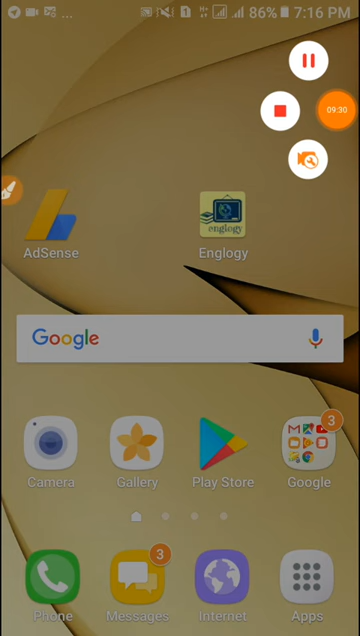 ... 1 H+ 86% 7:16 PM
09:30
englogy
AdSense Englogy
Google
3
Camera Gallery Play Store Google
3
Phone Messages Internet Apps